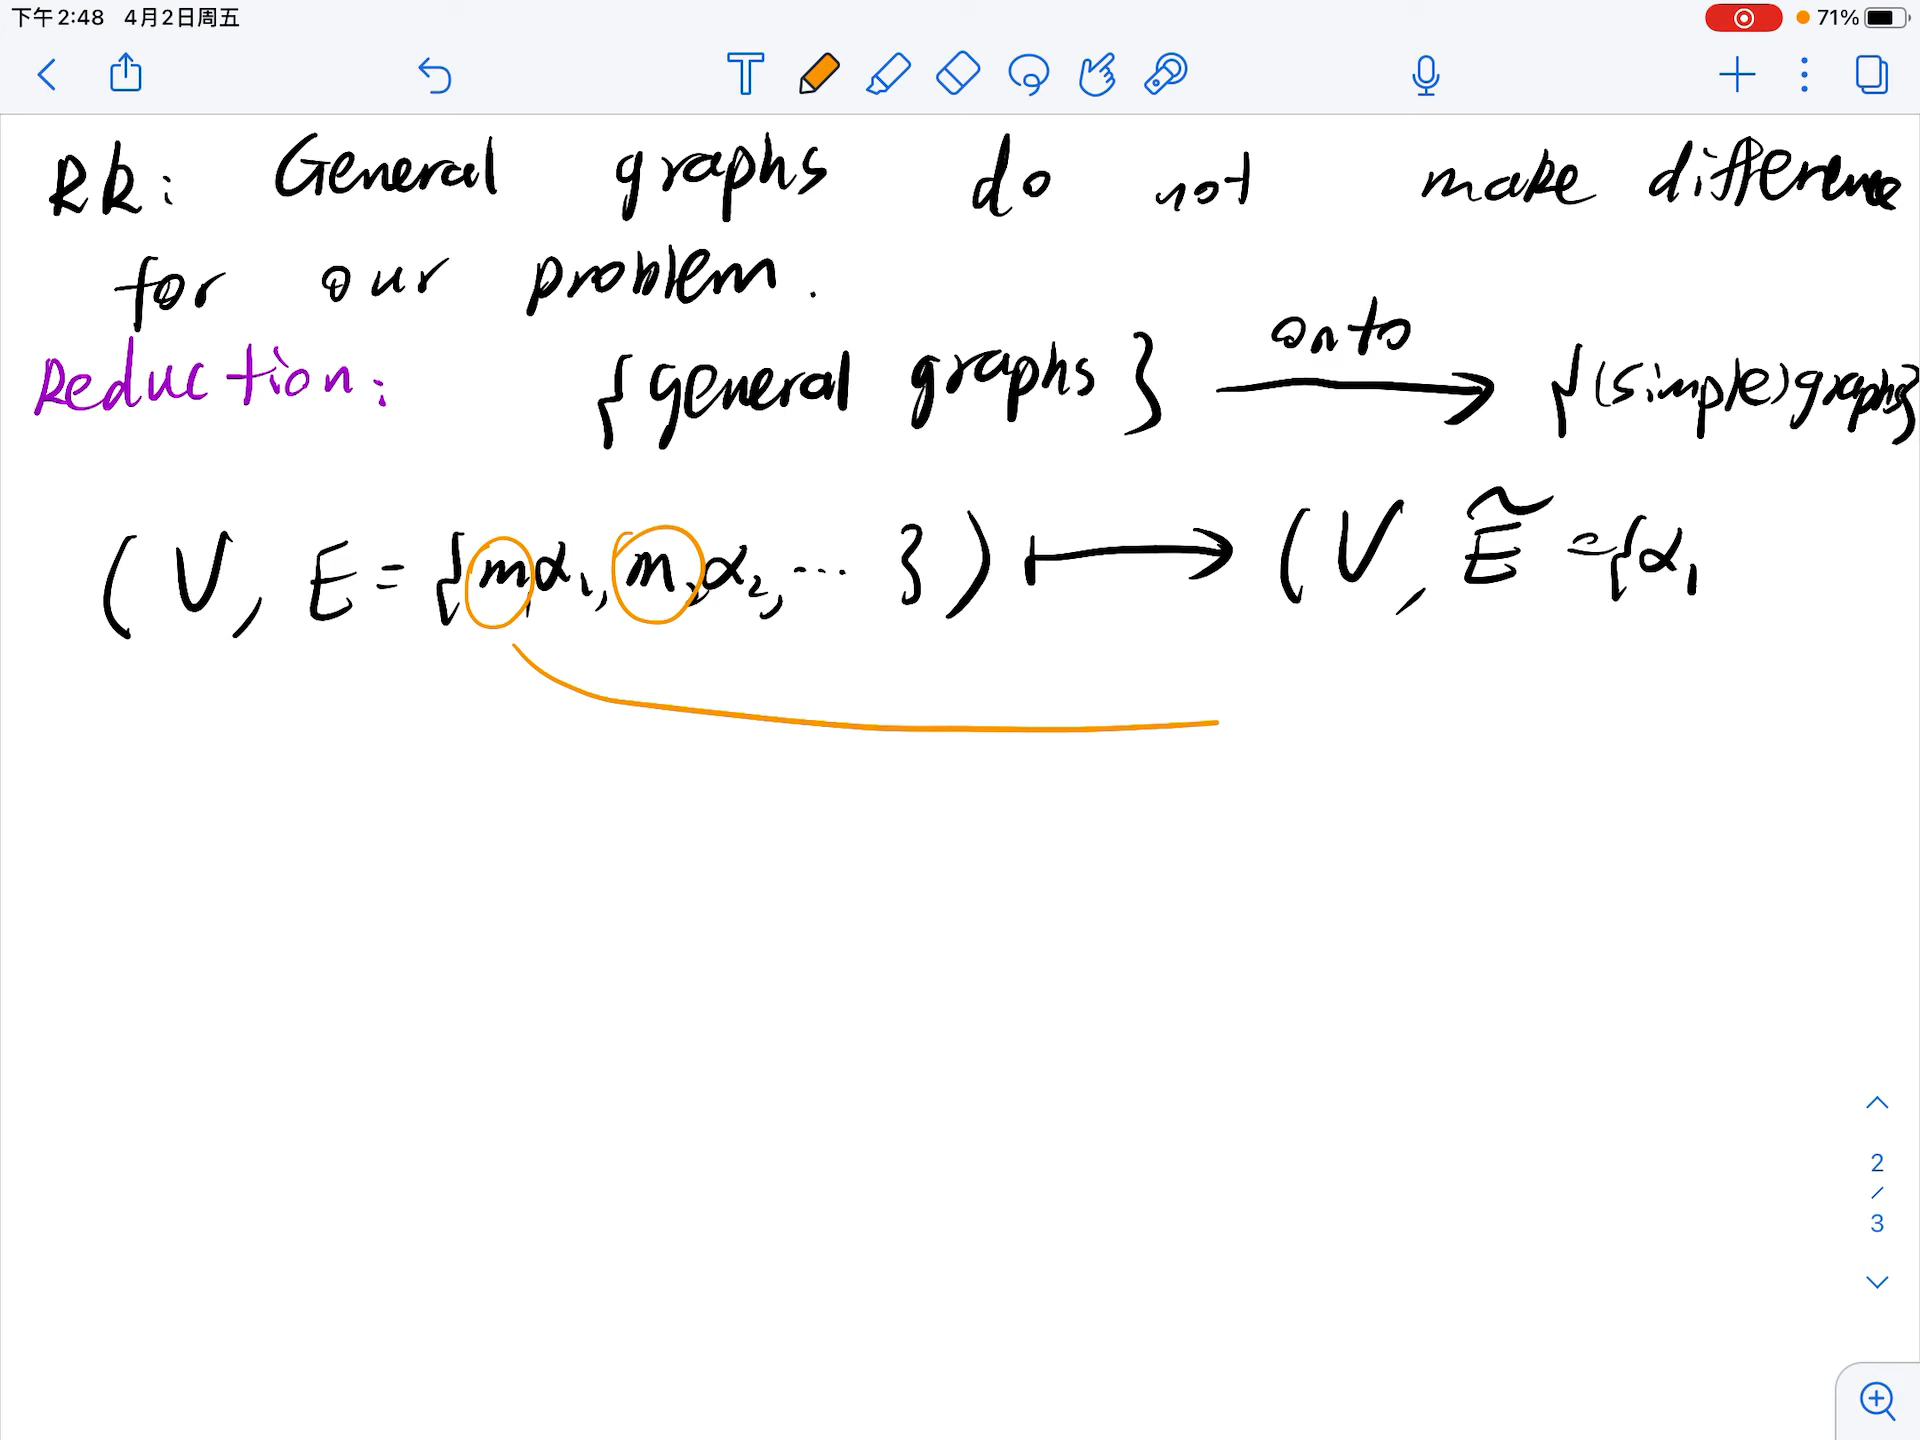 下午2:48 4月2日周五
71%
T
Rk: General graphs do not make difference
for our problem.
Reduction: {general graphs} onto → {(simple) graphs}
(V, E = {m₁α₁, m₂α₂, ... }) ↦ (V, Ẽ = {α₁
2
/
3